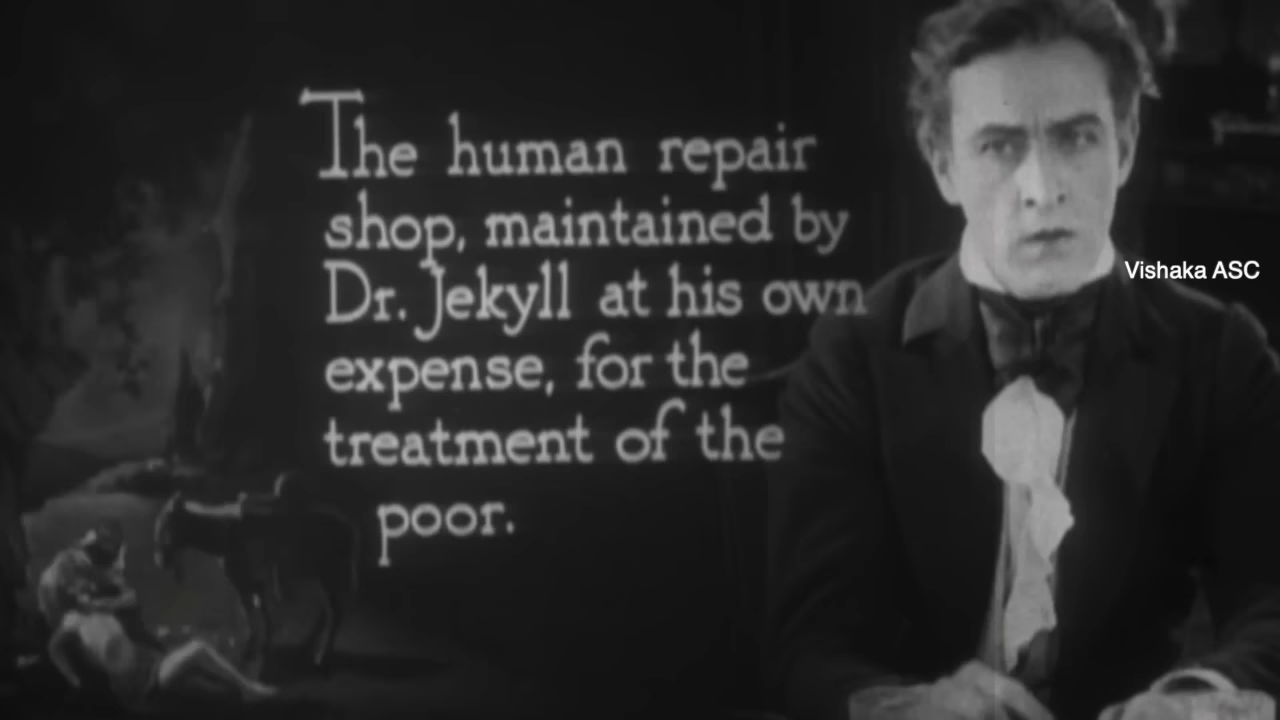 The human repair
shop, maintained by
Dr. Jekyll at his own
expense, for the
treatment of the
poor.
Vishaka ASC